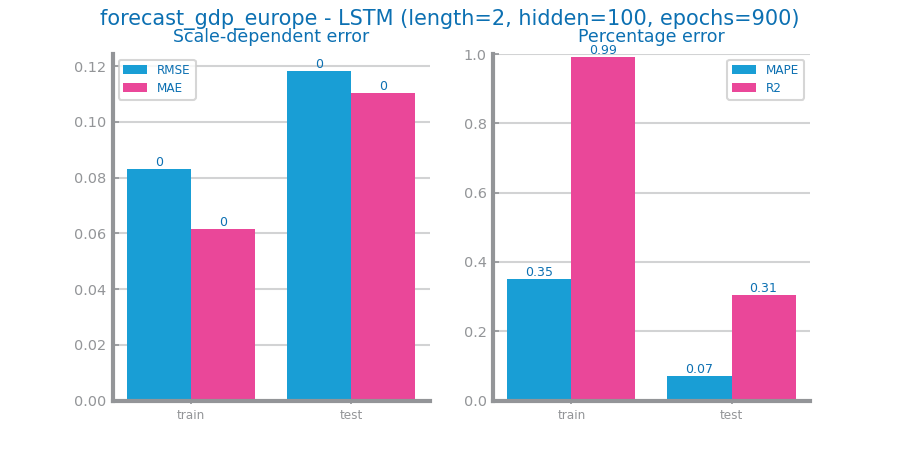 forecast_gdp_europe - LSTM (length=2, hidden=100, epochs=900)
Scale-dependent error
0.12
0.10
0.08
0.06
0.04
0.02
0.00
RMSE
MAE
0
0
0
0
train
test
Percentage error
1.0
0.8
0.6
0.4
0.2
0.0
MAPE
R2
0.35
0.99
0.07
0.31
train
test